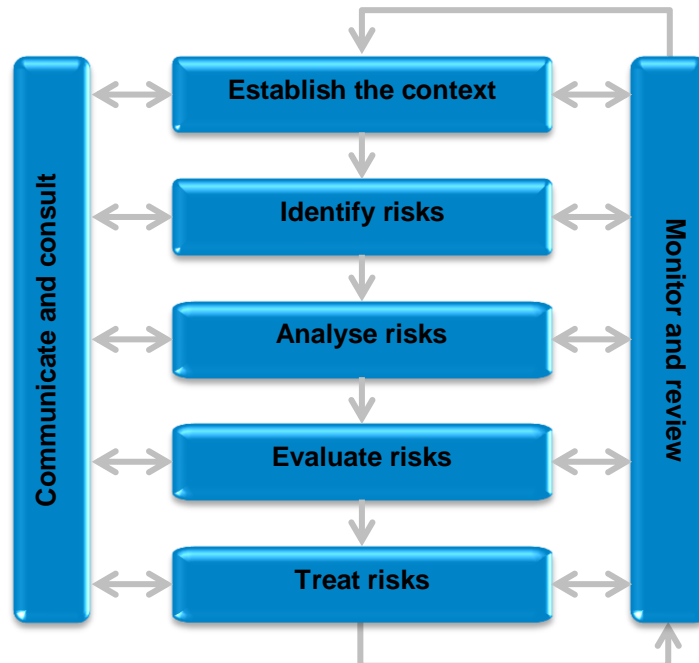 Establish the context
Identify risks
Analyse risks
Evaluate risks
Treat risks
Communicate and consult
Monitor and review